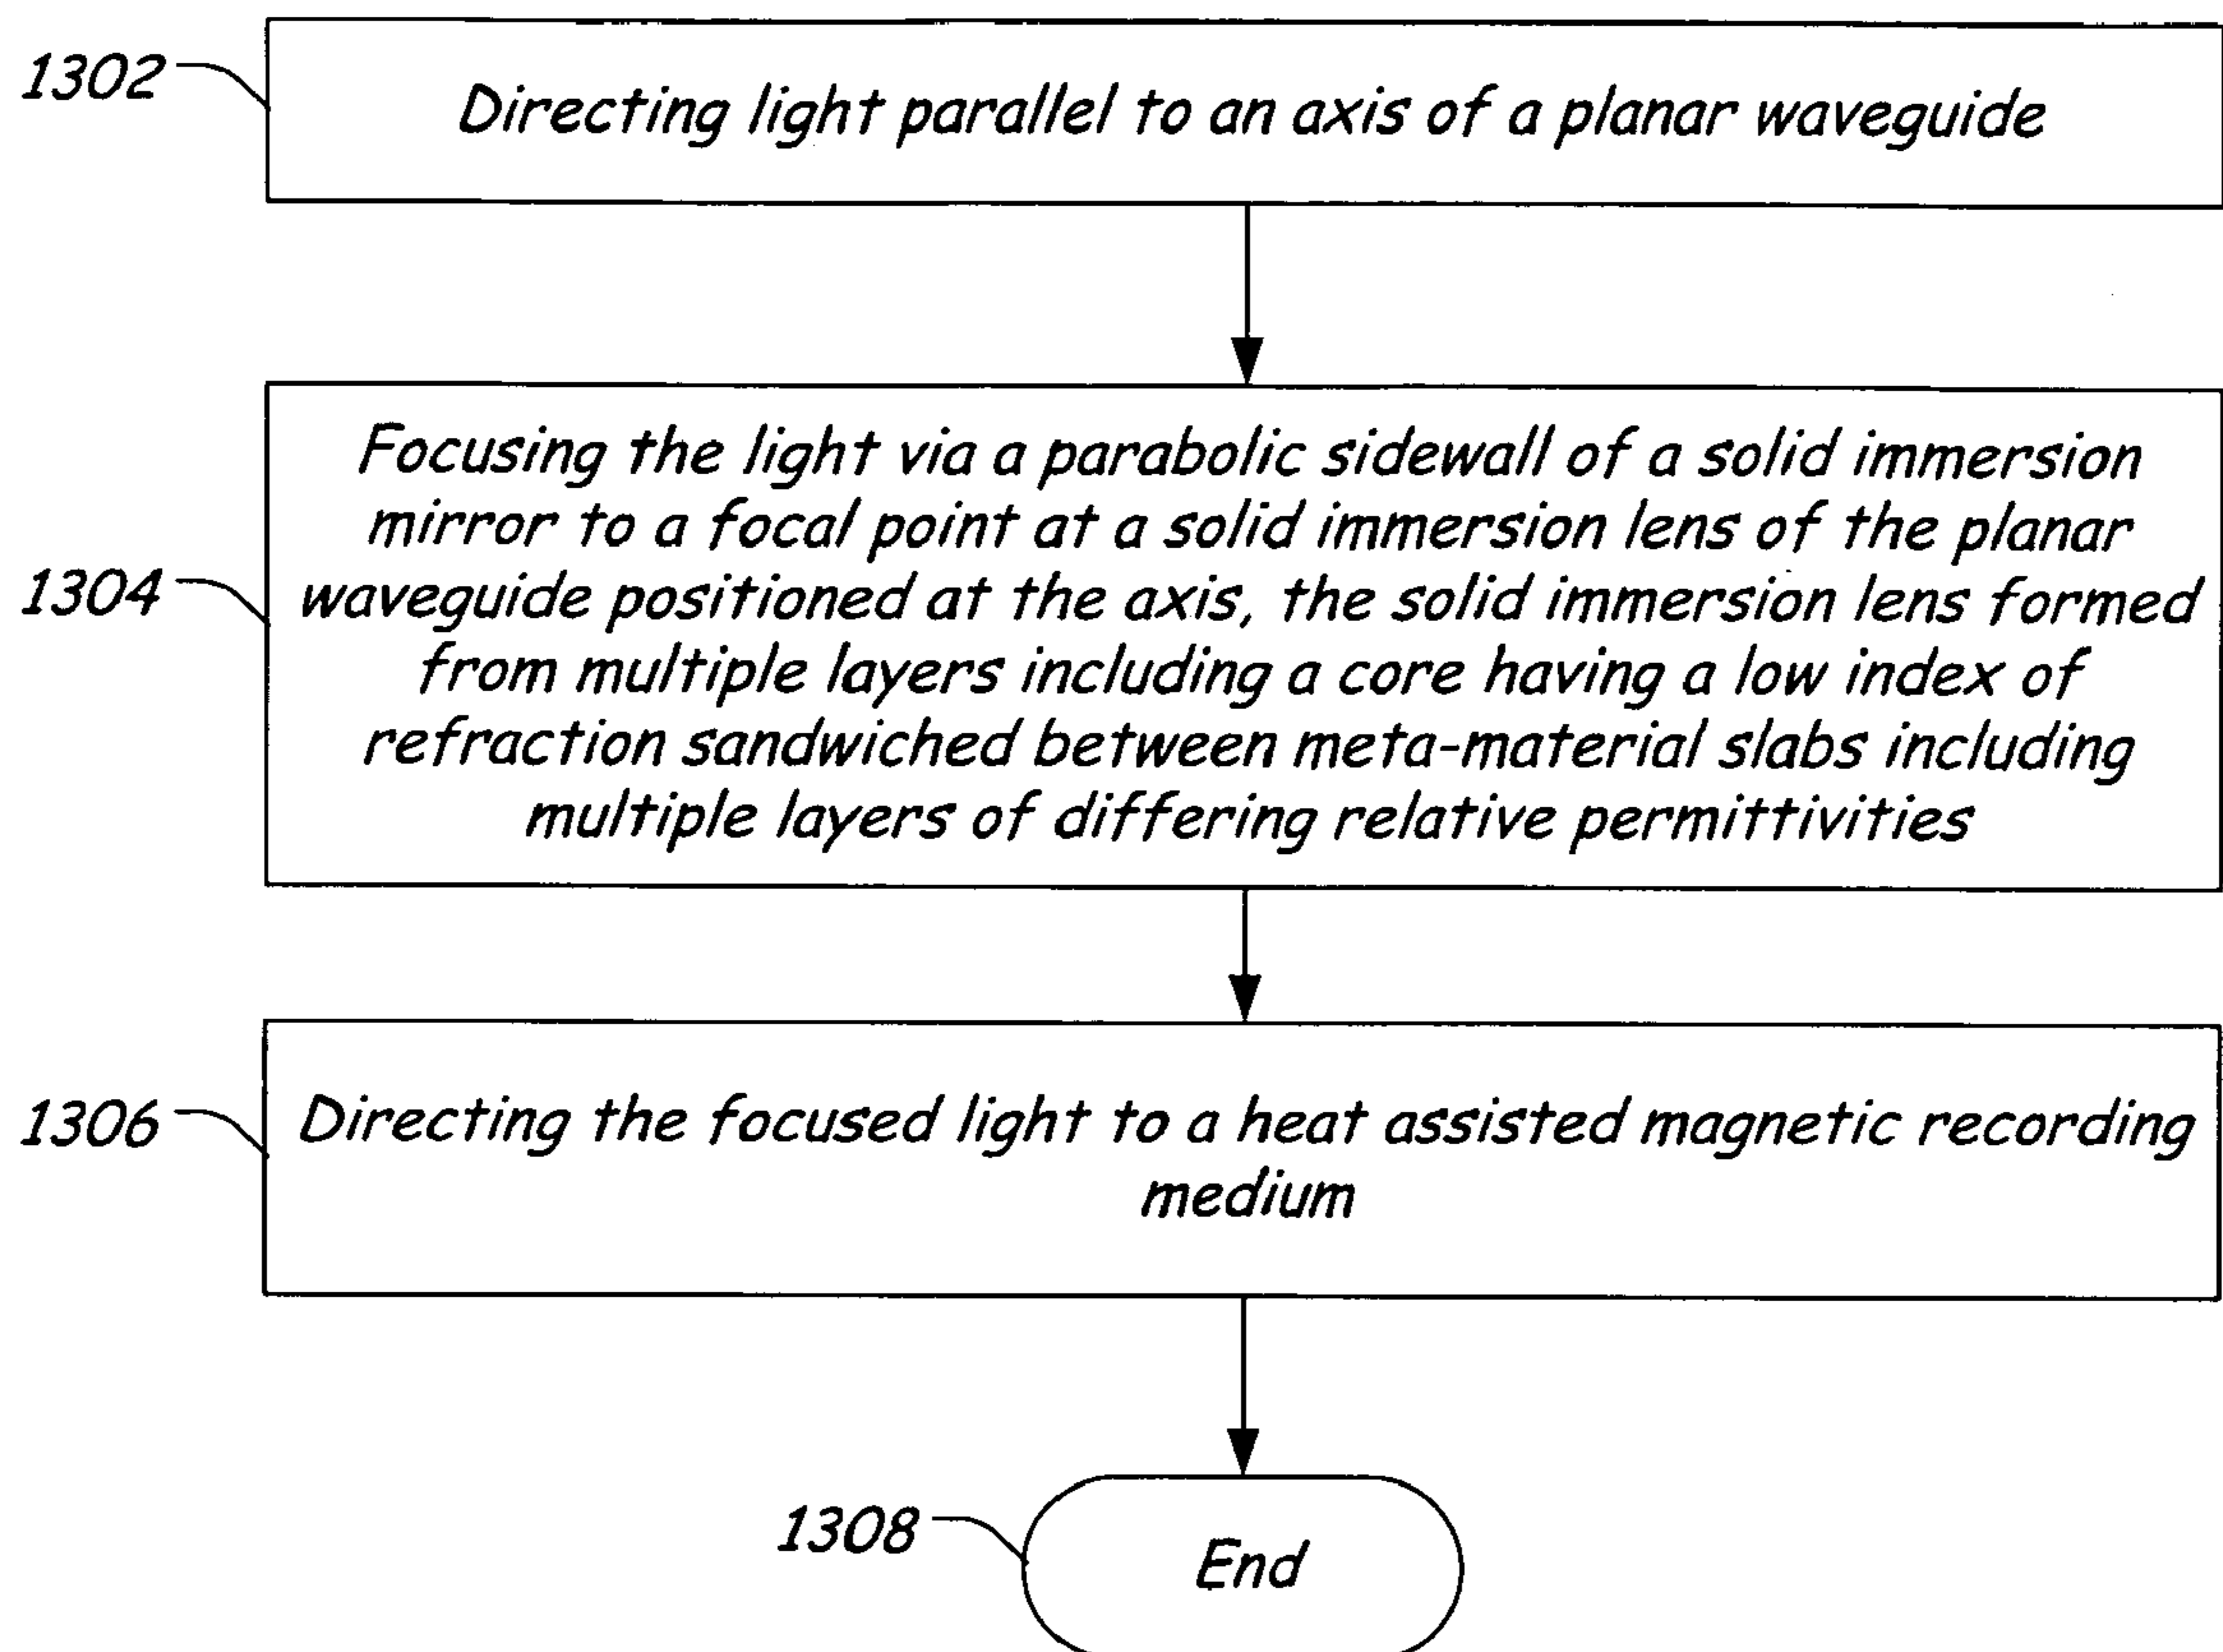 1302
Directing light parallel to an axis of a planar waveguide
Focusing the light via a parabolic sidewall of a solid immersion
mirror to a focal point at a solid immersion lens of the planar
1304
waveguide positioned at the axis, the solid immersion lens formed
from multiple layers including a core having a low index of
refraction sandwiched between meta-material slabs including
multiple layers of differing relative permittivities
1306
Directing the focused light to a heat assisted magnetic recording
medium
1308
End